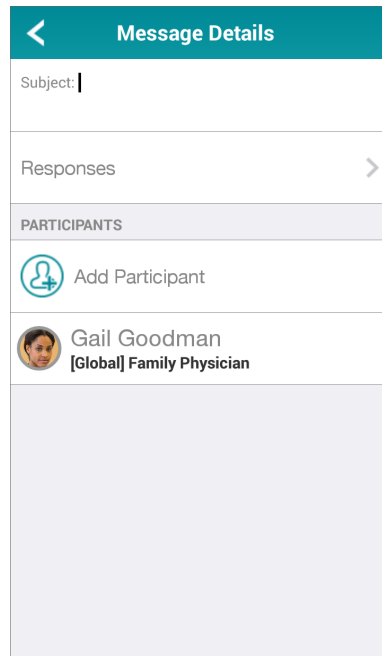 Message Details
Subject:
Responses
PARTICIPANTS
Add Participant
Gail Goodman
[Global] Family Physician